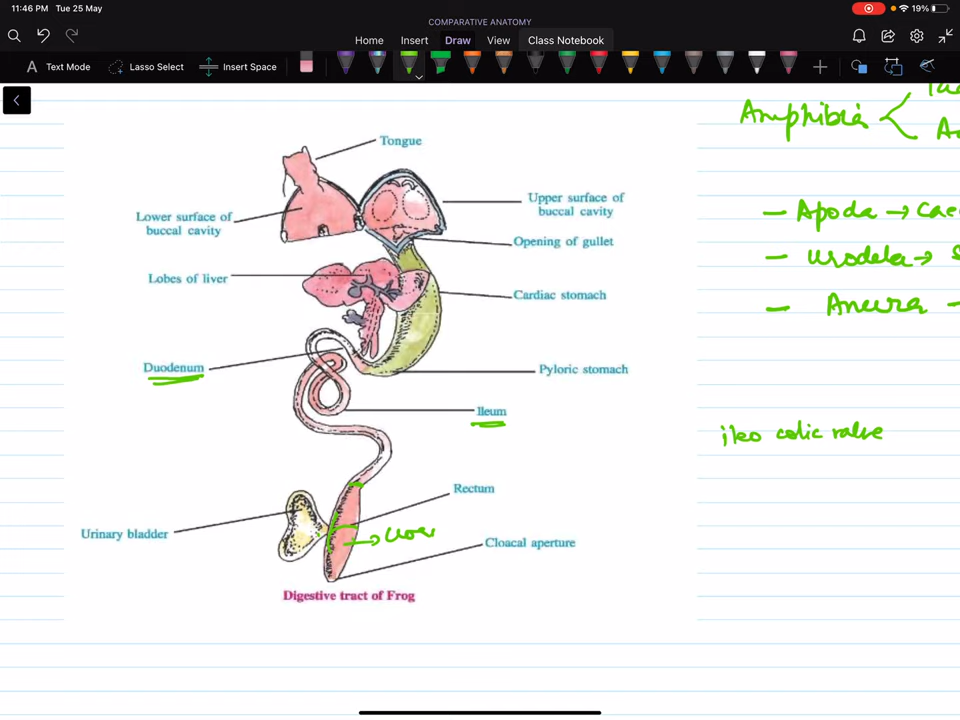 11:46 PM Tue 25 May
19%
COMPARATIVE ANATOMY
Home Insert Draw View Class Notebook
Text Mode Lasso Select Insert Space
Tongue
Upper surface of
buccal cavity
Lower surface of
buccal cavity
Opening of gullet
Lobes of liver
Cardiac stomach
Duodenum
Pyloric stomach
Ileum
Rectum
Urinary bladder
Cloacal aperture
Digestive tract of Frog
Amphibia
- Apoda →
- Urodela →
- Aneura -
ileo colic valve